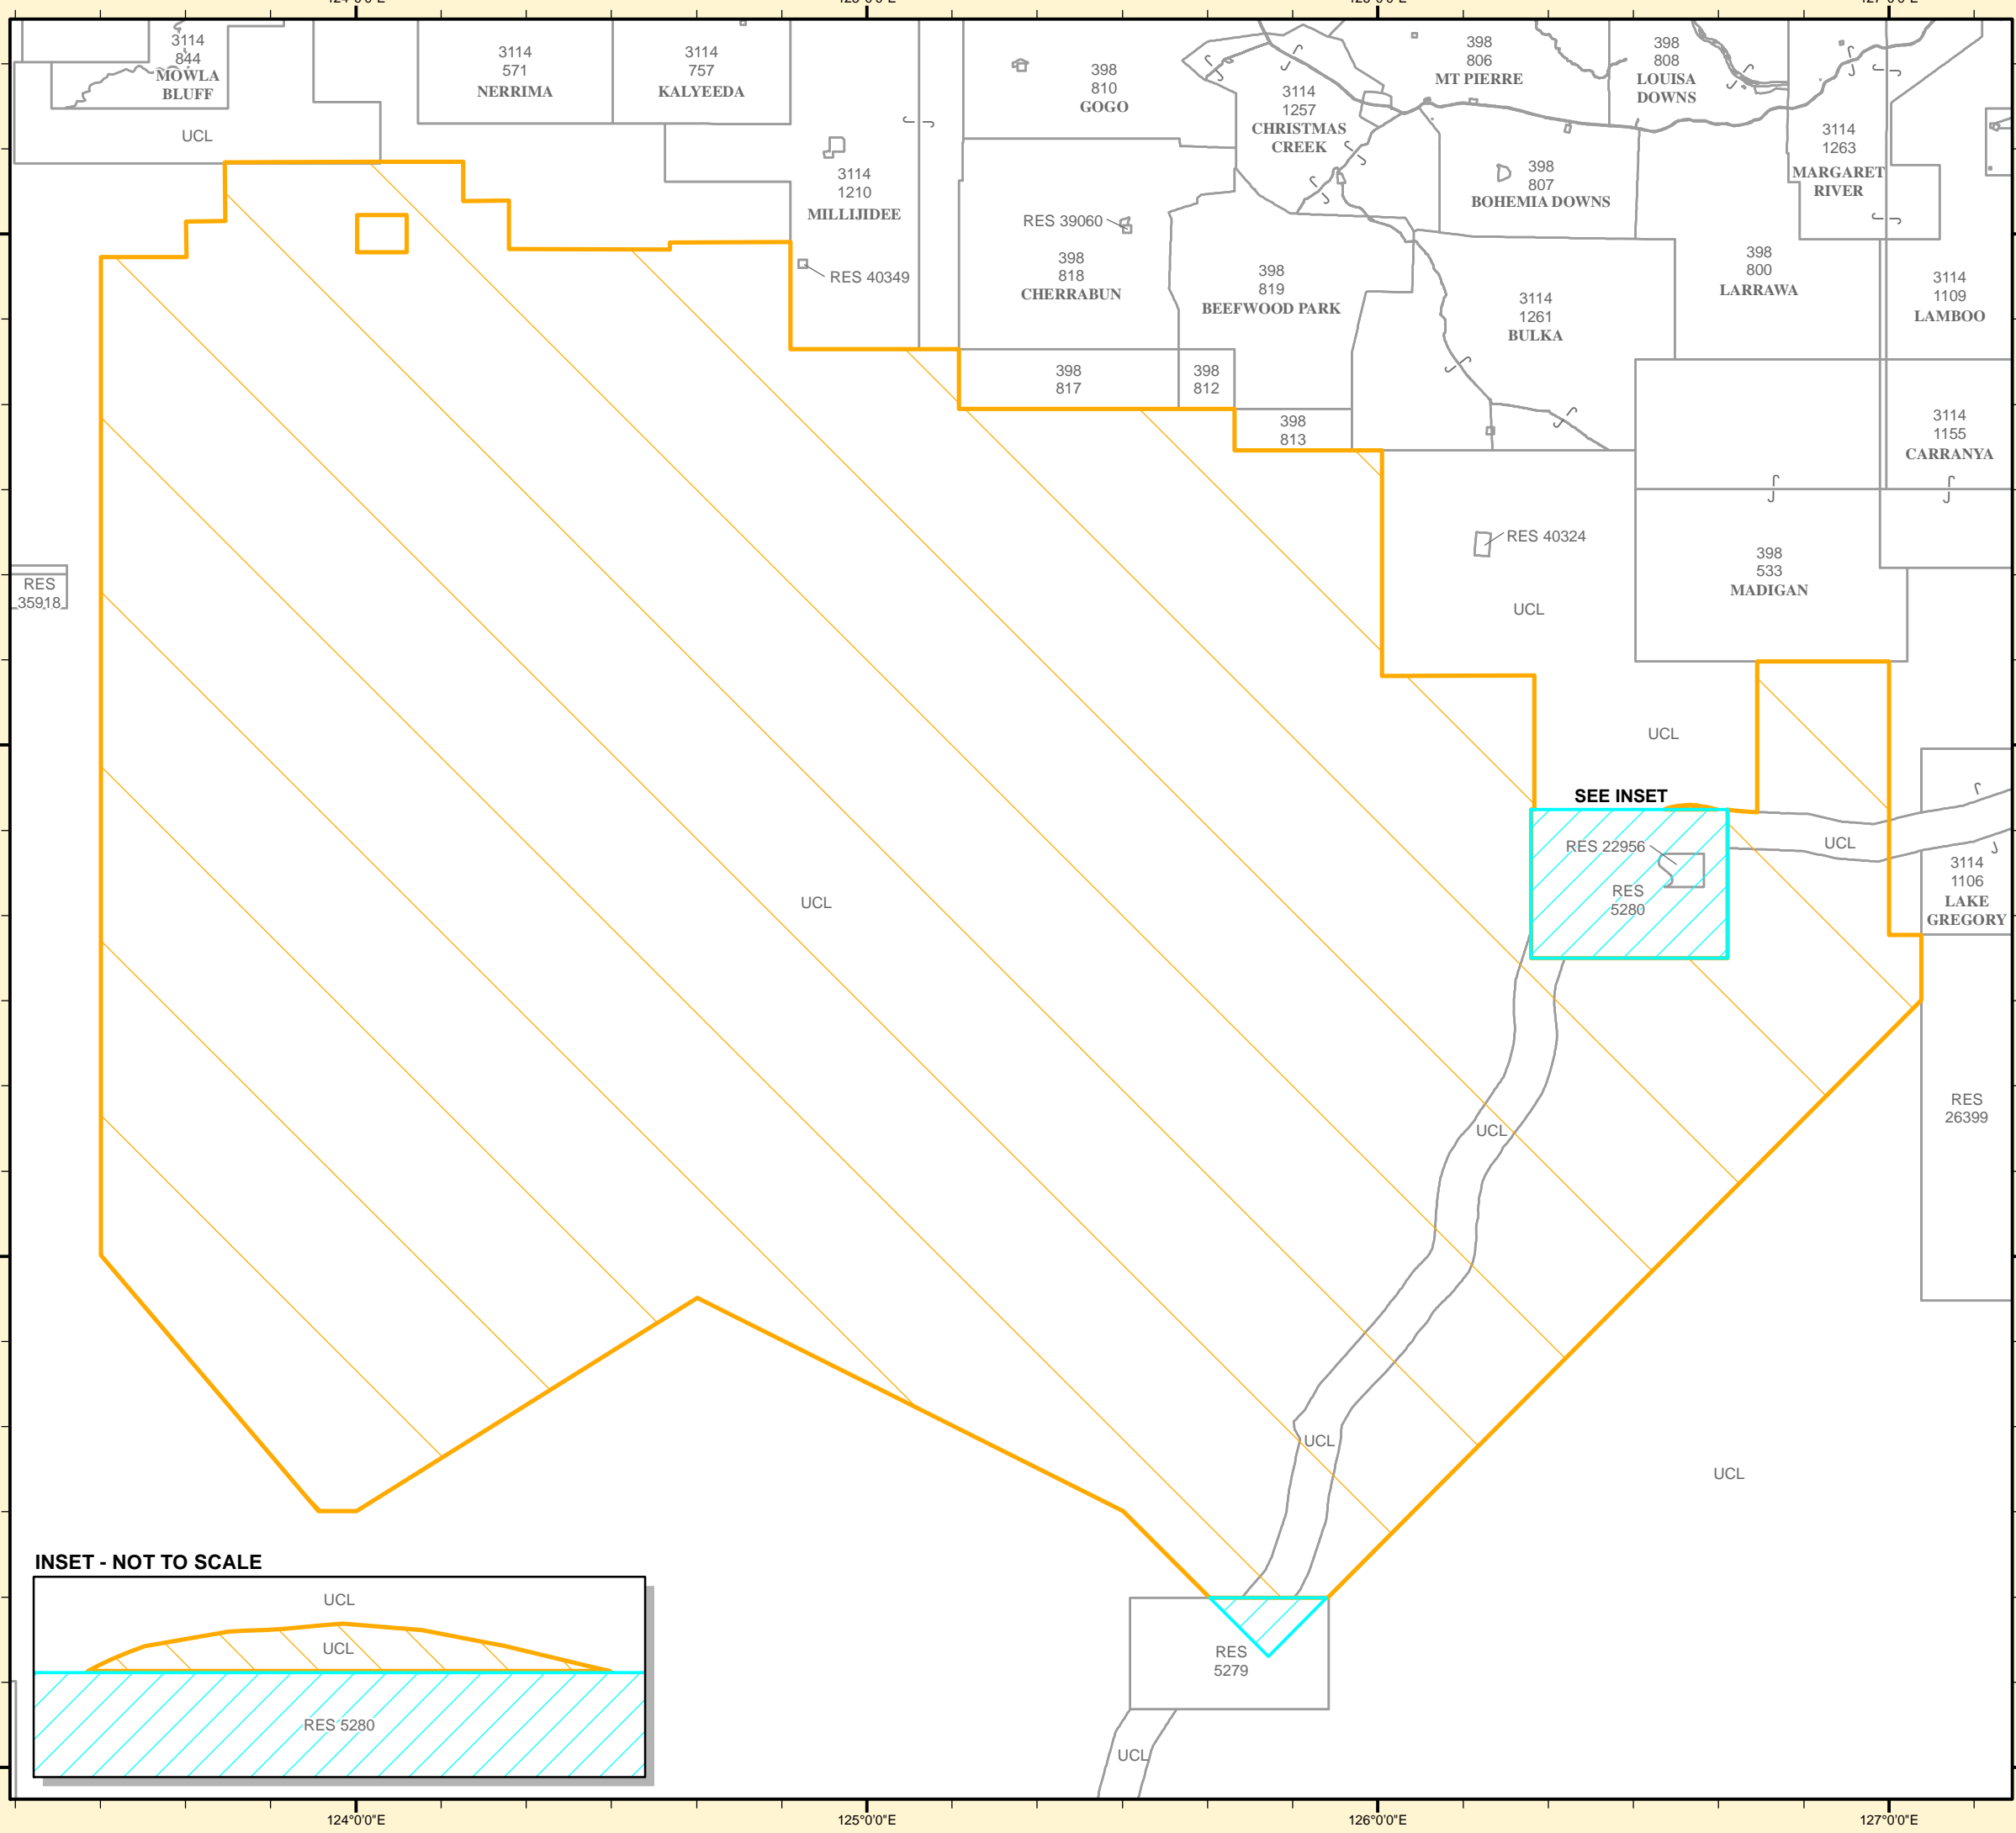 3114
844
MOWLA
BLUFF
3114
571
NERRIMA
3114
757
KALYEEDA
398
810
GOGO
3114
1257
CHRISTMAS
CREEK
398
806
MT PIERRE
398
808
LOUISA
DOWNS
3114
1263
MARGARET
RIVER
UCL
3114
1210
MILLIJIDEE
398
807
BOHEMIA DOWNS
RES 39060
RES 40349
398
818
CHERRABUN
398
819
BEEFWOOD PARK
3114
1261
BULKA
398
800
LARRAWA
3114
1109
LAMBOO
398
817
398
812
398
813
3114
1155
CARRANYA
RES 40324
398
533
MADIGAN
RES
35918
UCL
UCL
SEE INSET
RES 22956
RES
5280
UCL
3114
1106
LAKE
GREGORY
UCL
RES
26399
UCL
UCL
UCL
INSET - NOT TO SCALE
UCL
UCL
RES 5280
RES
5279
UCL
124°0'0"E
125°0'0"E
126°0'0"E
127°0'0"E